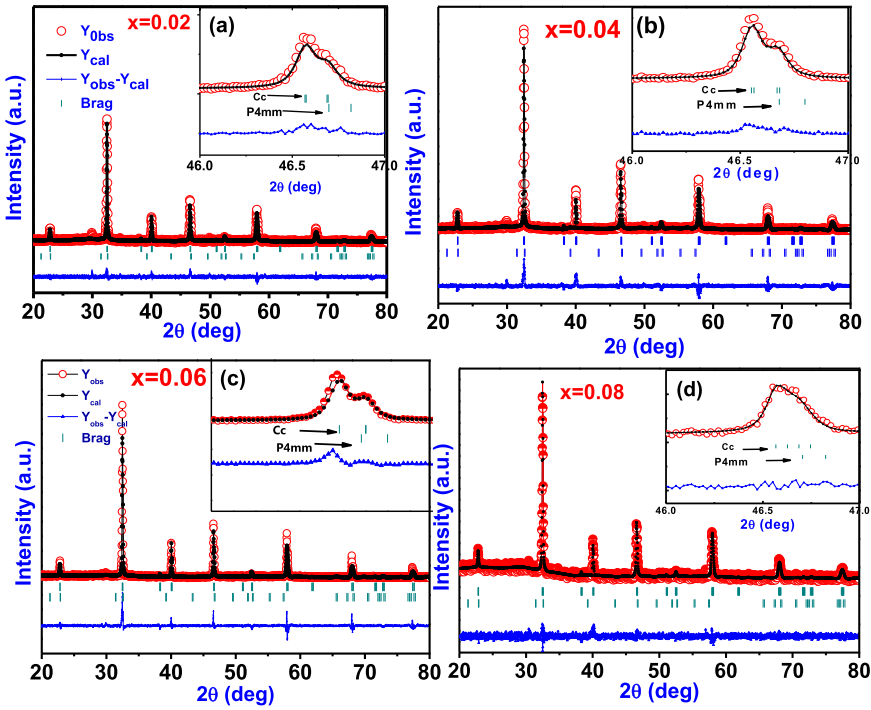 x=0.02
(a)
Y0bs
Ycal
Yobs-Ycal
Brag
Cc
P4mm
46.0 46.5 47.0
2θ (deg)
Intensity (a.u.)
20 30 40 50 60 70 80
2θ (deg)
x=0.04
(b)
Cc
P4mm
46.0 46.5 47.0
2θ (deg)
Intensity (a.u.)
20 30 40 50 60 70 80
2θ (deg)
x=0.06
(c)
Yobs
Ycal
Yobs-Ycal
Brag
Cc
P4mm
Intensity (a.u.)
20 30 40 50 60 70 80
2θ (deg)
x=0.08
(d)
Cc
P4mm
46.0 46.5 47.0
2θ (deg)
Intensity (a.u.)
20 30 40 50 60 70 80
2θ (deg)